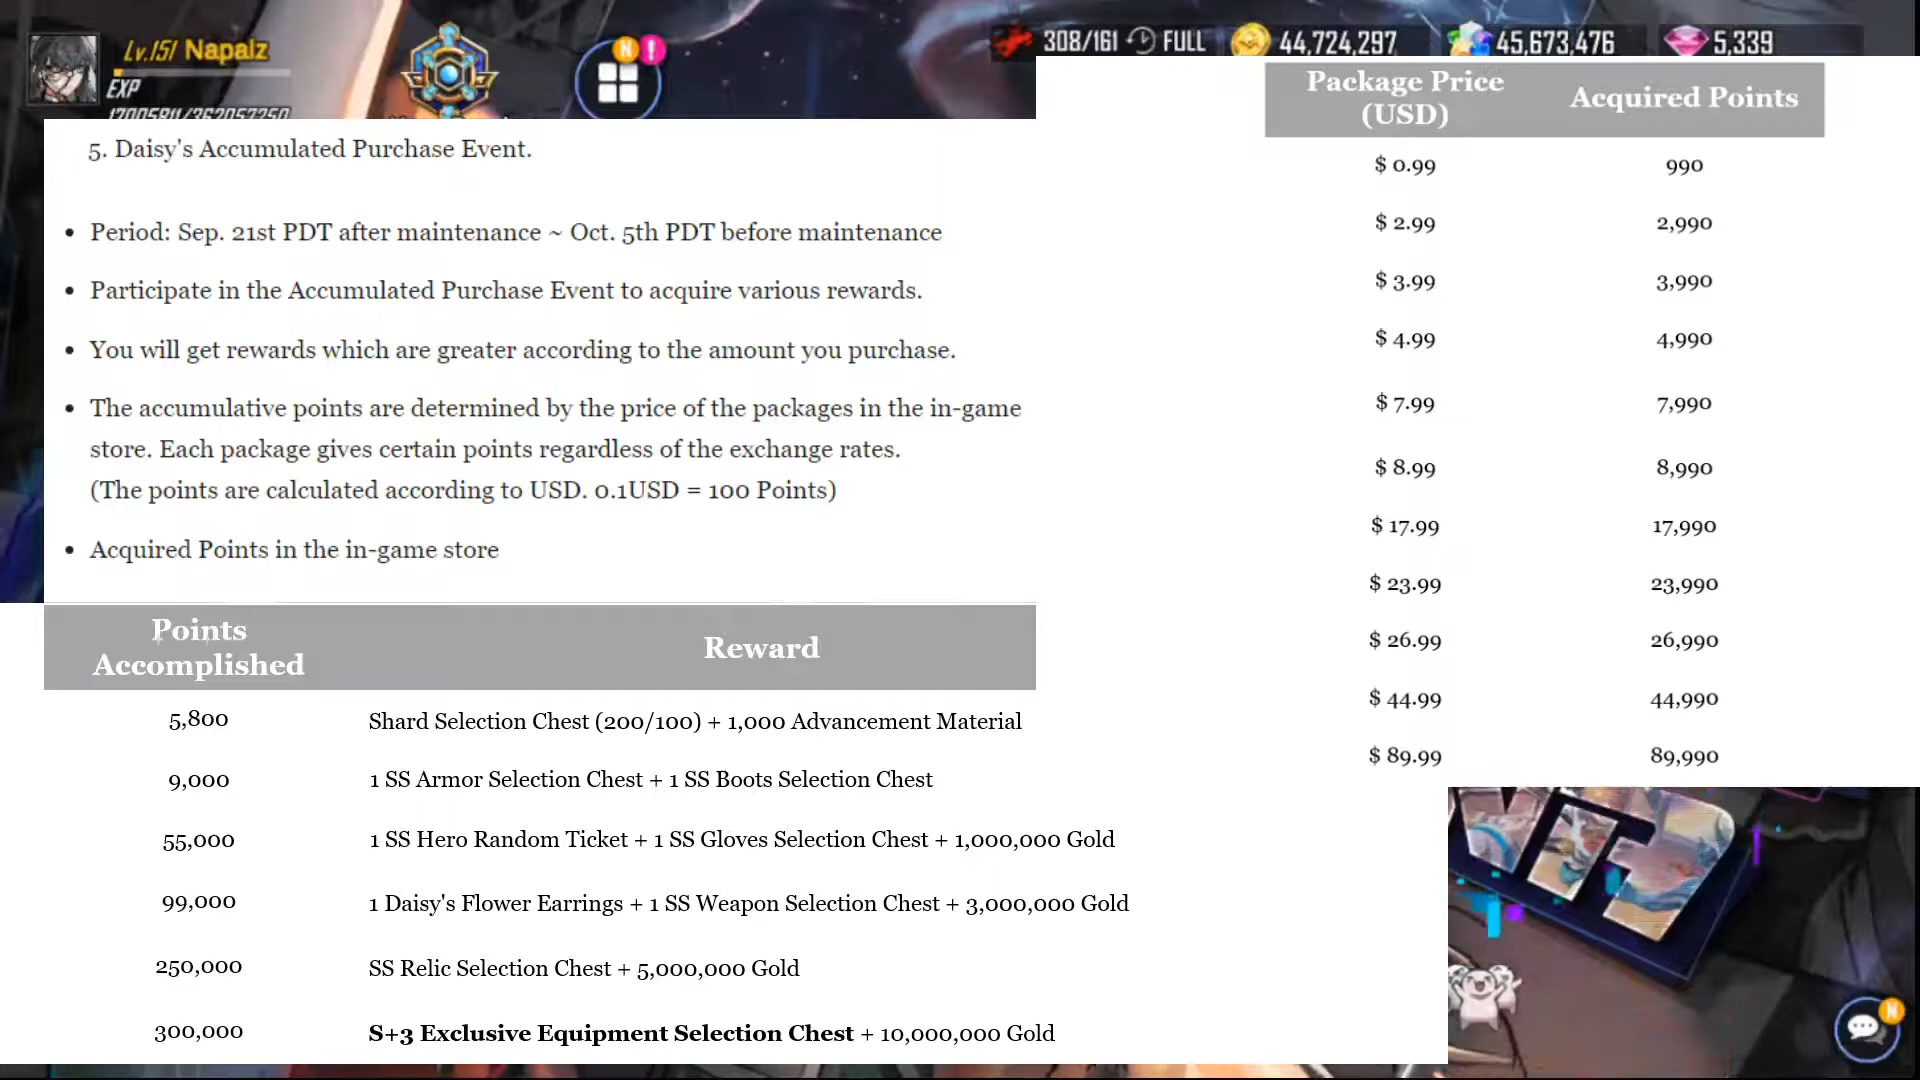 Lv.151 Napalz
EXP
N
!
308/161 FULL
44,724,297
45,673,476
5,339
5. Daisy's Accumulated Purchase Event.
• Period: Sep. 21st PDT after maintenance ~ Oct. 5th PDT before maintenance
• Participate in the Accumulated Purchase Event to acquire various rewards.
• You will get rewards which are greater according to the amount you purchase.
• The accumulative points are determined by the price of the packages in the in-game
store. Each package gives certain points regardless of the exchange rates.
(The points are calculated according to USD. 0.1USD = 100 Points)
• Acquired Points in the in-game store
Points
Accomplished
Reward
5,800 Shard Selection Chest (200/100) + 1,000 Advancement Material
9,000 1 SS Armor Selection Chest + 1 SS Boots Selection Chest
55,000 1 SS Hero Random Ticket + 1 SS Gloves Selection Chest + 1,000,000 Gold
99,000 1 Daisy's Flower Earrings + 1 SS Weapon Selection Chest + 3,000,000 Gold
250,000 SS Relic Selection Chest + 5,000,000 Gold
300,000 S+3 Exclusive Equipment Selection Chest + 10,000,000 Gold
Package Price
(USD)
Acquired Points
$ 0.99 990
$ 2.99 2,990
$ 3.99 3,990
$ 4.99 4,990
$ 7.99 7,990
$ 8.99 8,990
$ 17.99 17,990
$ 23.99 23,990
$ 26.99 26,990
$ 44.99 44,990
$ 89.99 89,990
N